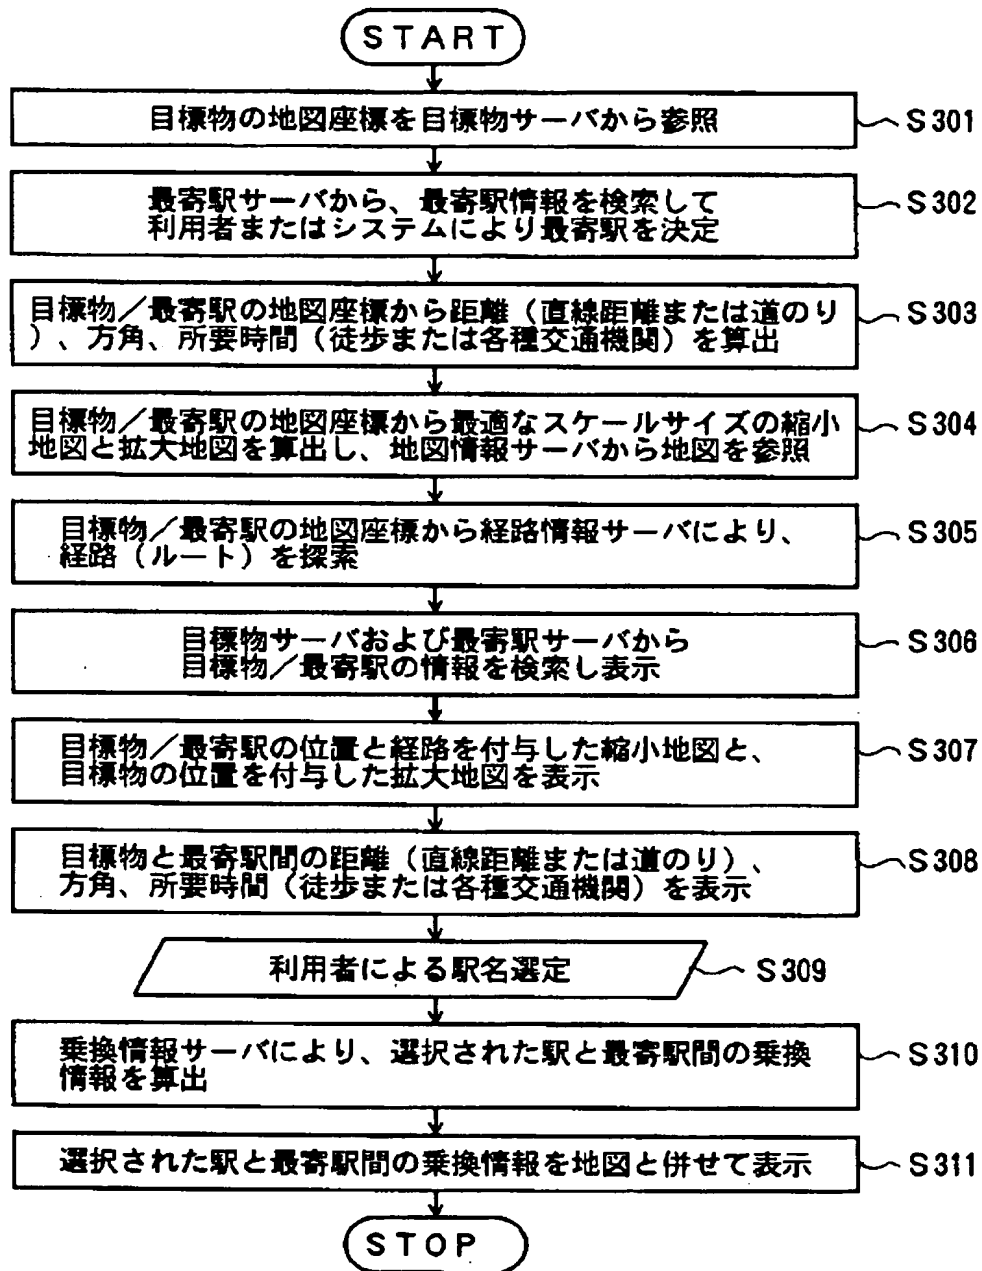 START
目標物の地図座標を目標物サーバから参照
S301
最寄駅サーバから、最寄駅情報を検索して
利用者またはシステムにより最寄駅を決定
S302
目標物／最寄駅の地図座標から距離（直線距離または道のり
）、方角、所要時間（徒歩または各種交通機関）を算出
S303
目標物／最寄駅の地図座標から最適なスケールサイズの縮小
地図と拡大地図を算出し、地図情報サーバから地図を参照
S304
目標物／最寄駅の地図座標から経路情報サーバにより、
経路（ルート）を探索
S305
目標物サーバおよび最寄駅サーバから
目標物／最寄駅の情報を検索し表示
S306
目標物／最寄駅の位置と経路を付与した縮小地図と、
目標物の位置を付与した拡大地図を表示
S307
目標物と最寄駅間の距離（直線距離または道のり）、
方角、所要時間（徒歩または各種交通機関）を表示
S308
利用者による駅名選定
S309
乗換情報サーバにより、選択された駅と最寄駅間の乗換
情報を算出
S310
選択された駅と最寄駅間の乗換情報を地図と併せて表示
S311
STOP